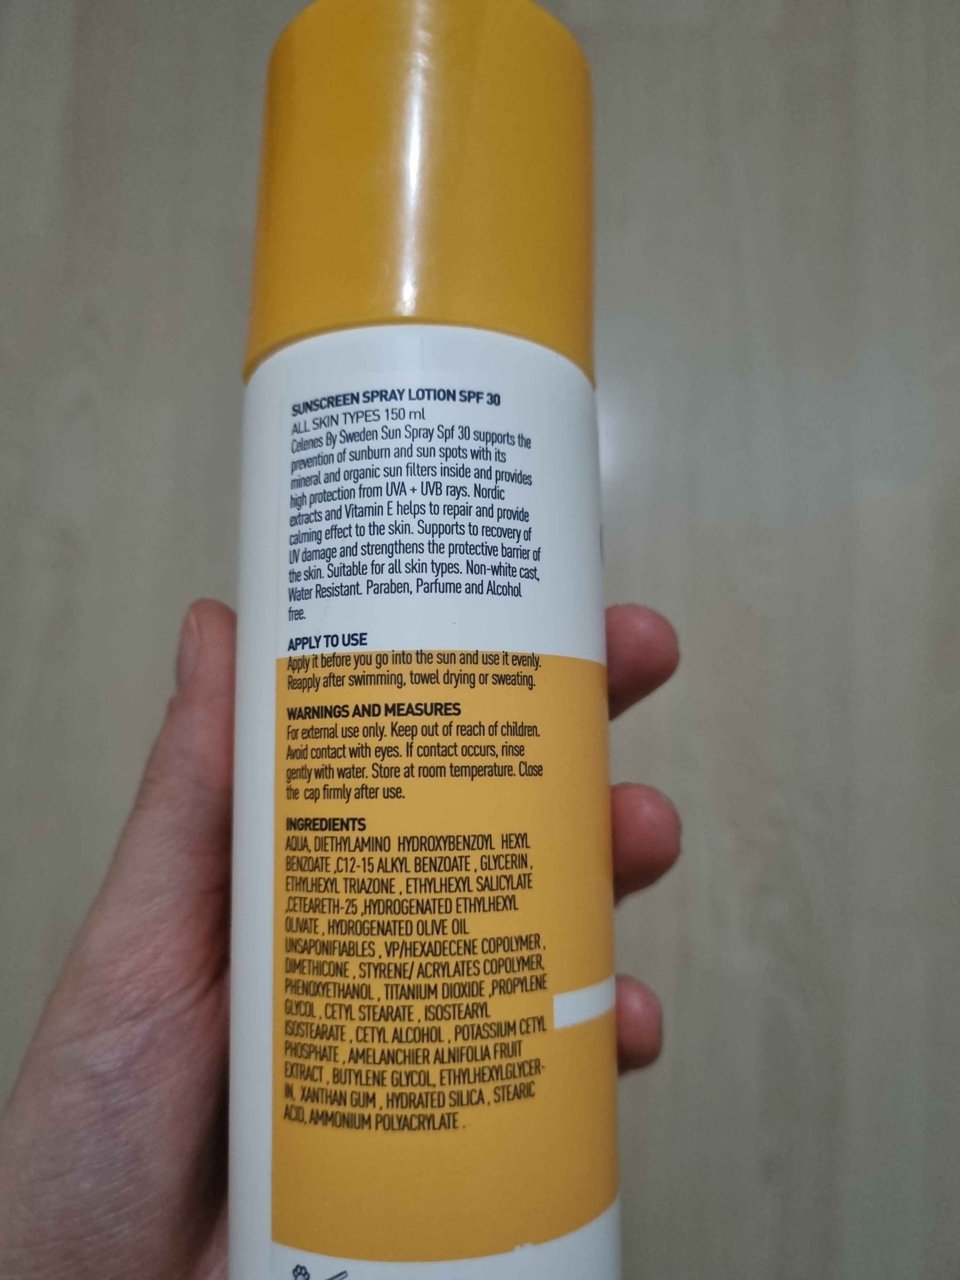 SUNSCREEN SPRAY LOTION SPF 30
ALL SKIN TYPES 150 ml
Celenes By Sweden Sun Spray Spf 30 supports the
prevention of sunburn and sun spots with its
mineral and organic sun filters inside and provides
high protection from UVA + UVB rays. Nordic
extracts and Vitamin E helps to repair and provide
calming effect to the skin. Supports to recovery of
UV damage and strengthens the protective barrier of
the skin. Suitable for all skin types. Non-white cast,
Water Resistant. Paraben, Parfume and Alcohol
free.
APPLY TO USE
Apply it before you go into the sun and use it evenly.
Reapply after swimming, towel drying or sweating.
WARNINGS AND MEASURES
For external use only. Keep out of reach of children.
Avoid contact with eyes. If contact occurs, rinse
gently with water. Store at room temperature. Close
the cap firmly after use.
INGREDIENTS
AQUA, DIETHYLAMINO HYDROXYBENZOYL HEXYL
BENZOATE ,C12-15 ALKYL BENZOATE , GLYCERIN ,
ETHYLHEXYL TRIAZONE , ETHYLHEXYL SALICYLATE
,CETEARETH-25 ,HYDROGENATED ETHYLHEXYL
OLIVATE , HYDROGENATED OLIVE OIL
UNSAPONIFIABLES , VP/HEXADECENE COPOLYMER ,
DIMETHICONE , STYRENE/ ACRYLATES COPOLYMER,
PHENOXYETHANOL , TITANIUM DIOXIDE ,PROPYLENE
GLYCOL , CETYL STEARATE , ISOSTEARYL
ISOSTEARATE , CETYL ALCOHOL , POTASSIUM CETYL
PHOSPHATE , AMELANCHIER ALNIFOLIA FRUIT
EXTRACT , BUTYLENE GLYCOL, ETHYLHEXYLGLYCER-
IN, XANTHAN GUM , HYDRATED SILICA , STEARIC
ACID, AMMONIUM POLYACRYLATE .